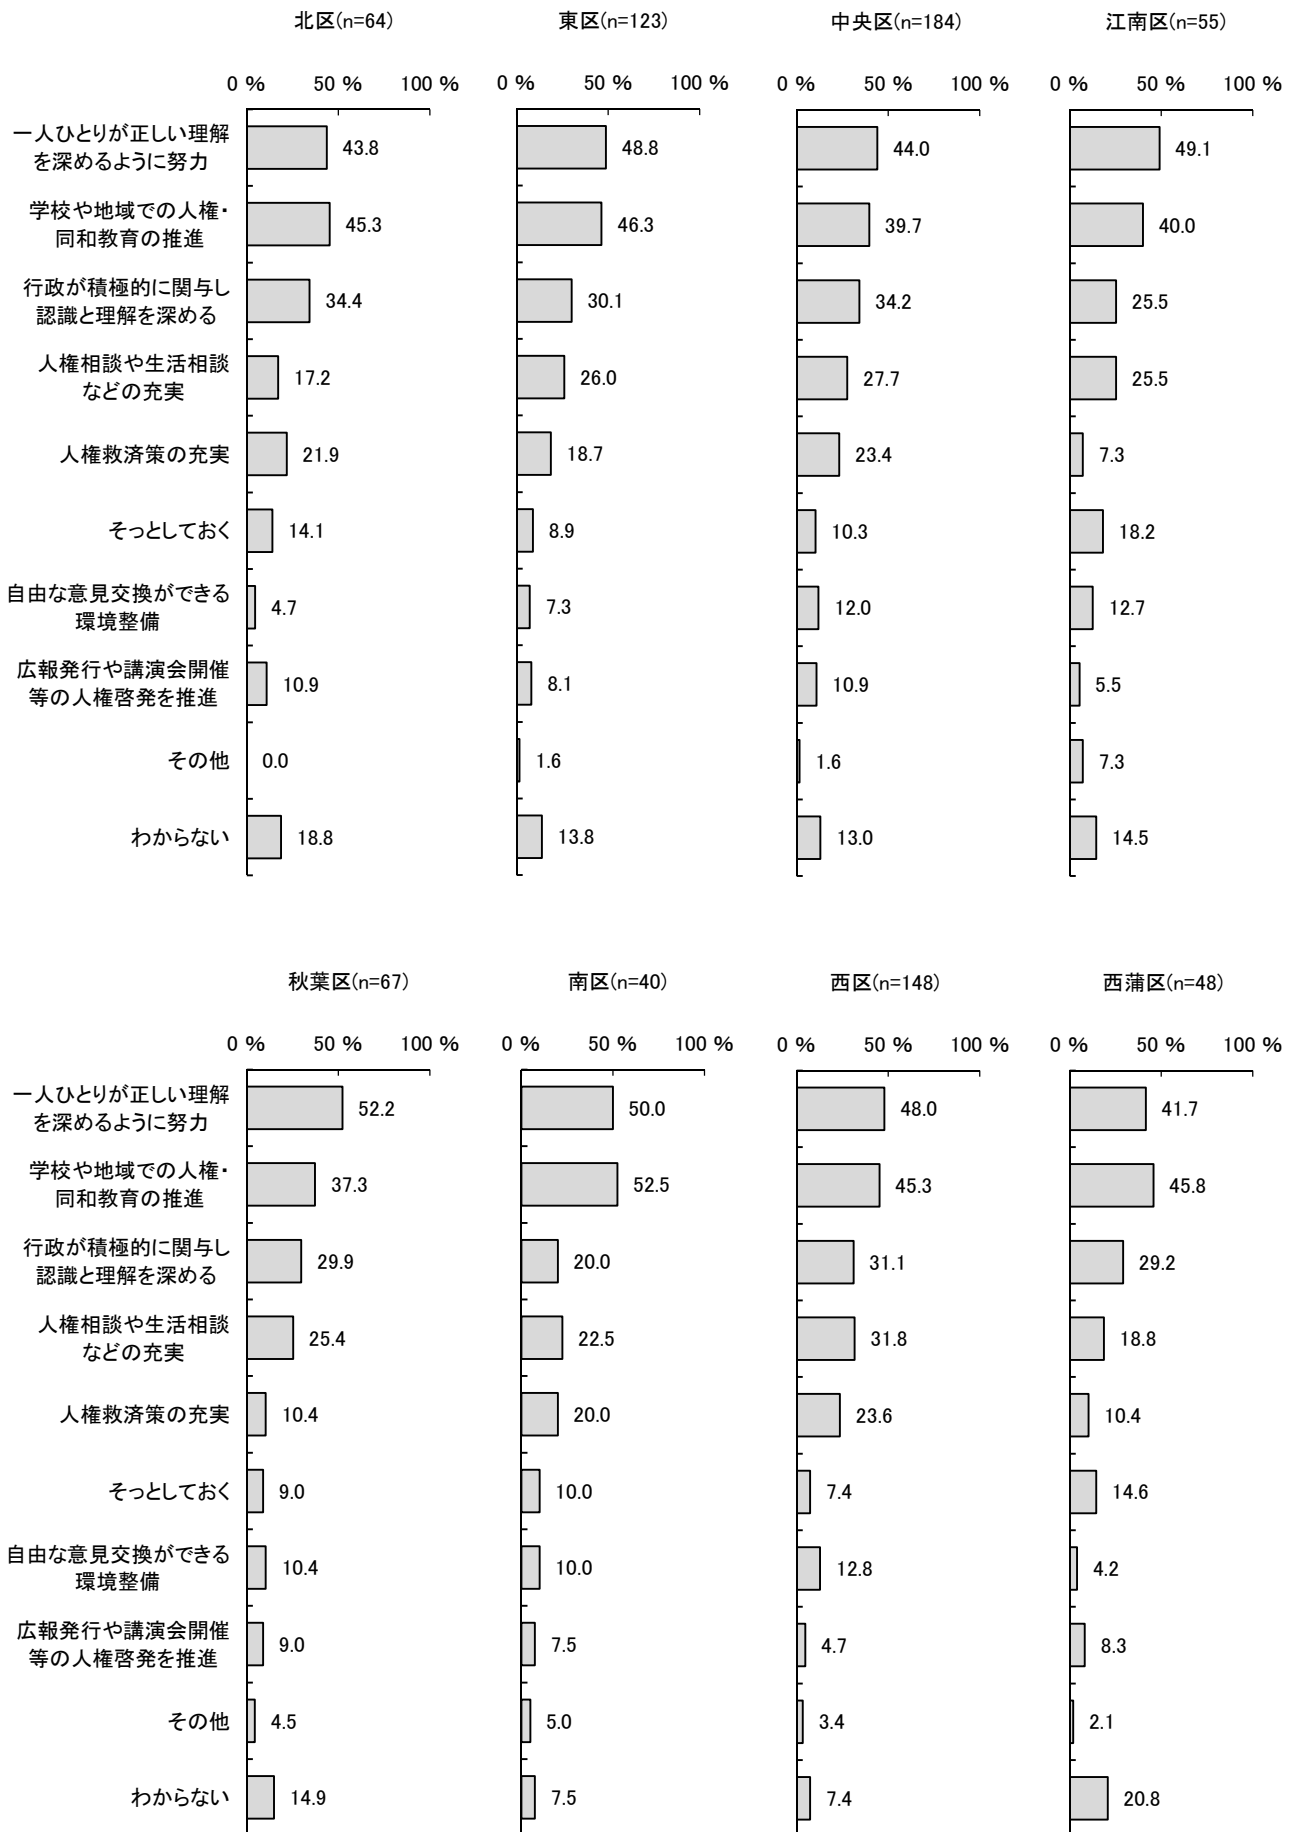 北区(n=64) 東区(n=123) 中央区(n=184) 江南区(n=55)
0 % 50 % 100 % 0 % 50 % 100 % 0 % 50 % 100 % 0 % 50 % 100 %
一人ひとりが正しい理解
を深めるように努力
43.8 48.8 44.0 49.1
学校や地域での人権・
同和教育の推進
45.3 46.3 39.7 40.0
行政が積極的に関与し
認識と理解を深める
34.4 30.1 34.2 25.5
人権相談や生活相談
などの充実
17.2 26.0 27.7 25.5
人権救済策の充実 21.9 18.7 23.4 7.3
そっとしておく 14.1 8.9 10.3 18.2
自由な意見交換ができる
環境整備
4.7 7.3 12.0 12.7
広報発行や講演会開催
等の人権啓発を推進
10.9 8.1 10.9 5.5
その他 0.0 1.6 1.6 7.3
わからない 18.8 13.8 13.0 14.5
秋葉区(n=67) 南区(n=40) 西区(n=148) 西蒲区(n=48)
0 % 50 % 100 % 0 % 50 % 100 % 0 % 50 % 100 % 0 % 50 % 100 %
一人ひとりが正しい理解
を深めるように努力
52.2 50.0 48.0 41.7
学校や地域での人権・
同和教育の推進
37.3 52.5 45.3 45.8
行政が積極的に関与し
認識と理解を深める
29.9 20.0 31.1 29.2
人権相談や生活相談
などの充実
25.4 22.5 31.8 18.8
人権救済策の充実 10.4 20.0 23.6 10.4
そっとしておく 9.0 10.0 7.4 14.6
自由な意見交換ができる
環境整備
10.4 10.0 12.8 4.2
広報発行や講演会開催
等の人権啓発を推進
9.0 7.5 4.7 8.3
その他 4.5 5.0 3.4 2.1
わからない 14.9 7.5 7.4 20.8